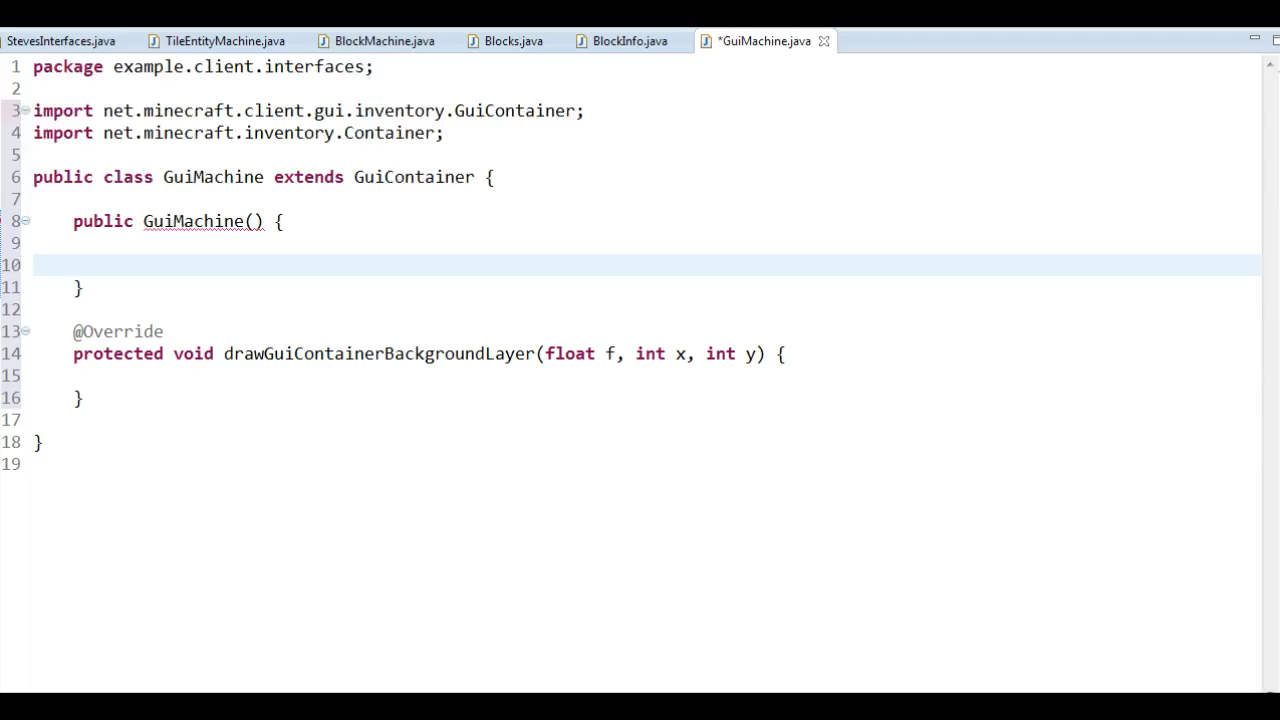 StevesInterfaces.java TileEntityMachine.java BlockMachine.java Blocks.java BlockInfo.java *GuiMachine.java
1 package example.client.interfaces;
2
3 import net.minecraft.client.gui.inventory.GuiContainer;
4 import net.minecraft.inventory.Container;
5
6 public class GuiMachine extends GuiContainer {
7
8 public GuiMachine() {
9
10
11 }
12
13 @Override
14 protected void drawGuiContainerBackgroundLayer(float f, int x, int y) {
15
16 }
17
18 }
19